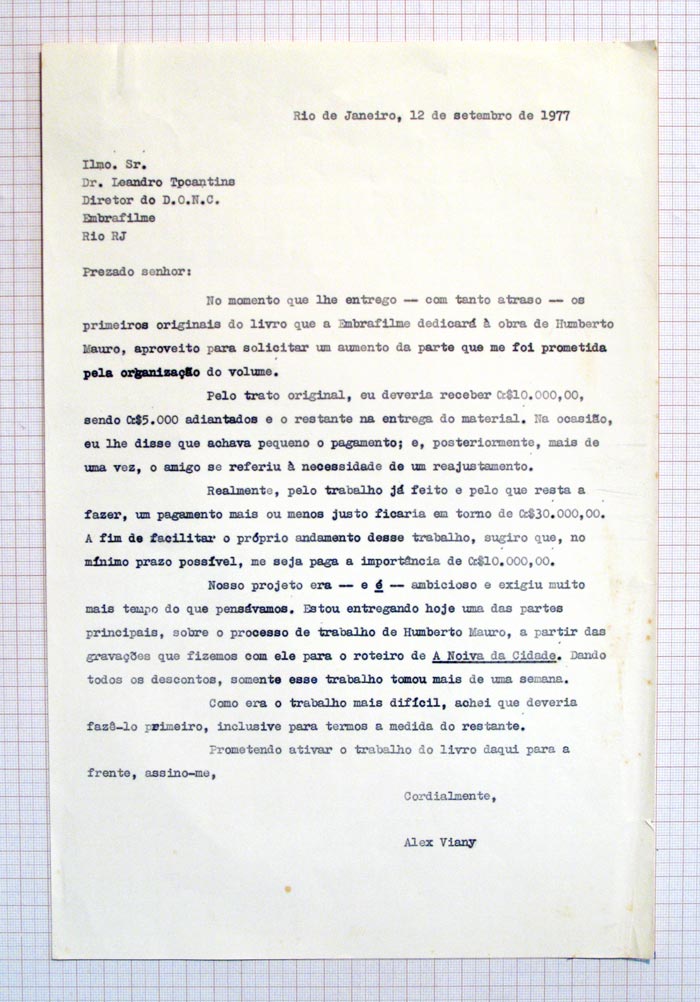 Rio de Janeiro, 12 de setembro de 1977
Ilmo. Sr.
Dr. Leandro Tpcantins
Diretor do D.O.N.C.
Embrafilme
Rio RJ
Prezado senhor:
No momento que lhe entrego -- com tanto atraso -- os
primeiros originais do livro que a Embrafilme dedicará à obra de Humberto
Mauro, aproveito para solicitar um aumento da parte que me foi prometida
pela organização do volume.
Pelo trato original, eu deveria receber Cr$10.000,00,
sendo Cr$5.000 adiantados e o restante na entrega do material. Na ocasião,
eu lhe disse que achava pequeno o pagamento; e, posteriormente, mais de
uma vez, o amigo se referiu à necessidade de um reajustamento.
Realmente, pelo trabalho já feito e pelo que resta a
fazer, um pagamento mais ou menos justo ficaria em torno de Cr$30.000,00.
A fim de facilitar o próprio andamento desse trabalho, sugiro que, no
mínimo prazo possível, me seja paga a importância de Cr$10.000,00.
Nosso projeto era -- e é -- ambicioso e exigiu muito
mais tempo do que pensávamos. Estou entregando hoje uma das partes
principais, sobre o processo de trabalho de Humberto Mauro, a partir das
gravações que fizemos com ele para o roteiro de A Noiva da Cidade. Dando
todos os descontos, somente esse trabalho tomou mais de uma semana.
Como era o trabalho mais difícil, achei que deveria
fazê-lo primeiro, inclusive para termos a medida do restante.
Prometendo ativar o trabalho do livro daqui para a
frente, assino-me,
Cordialmente,
Alex Viany